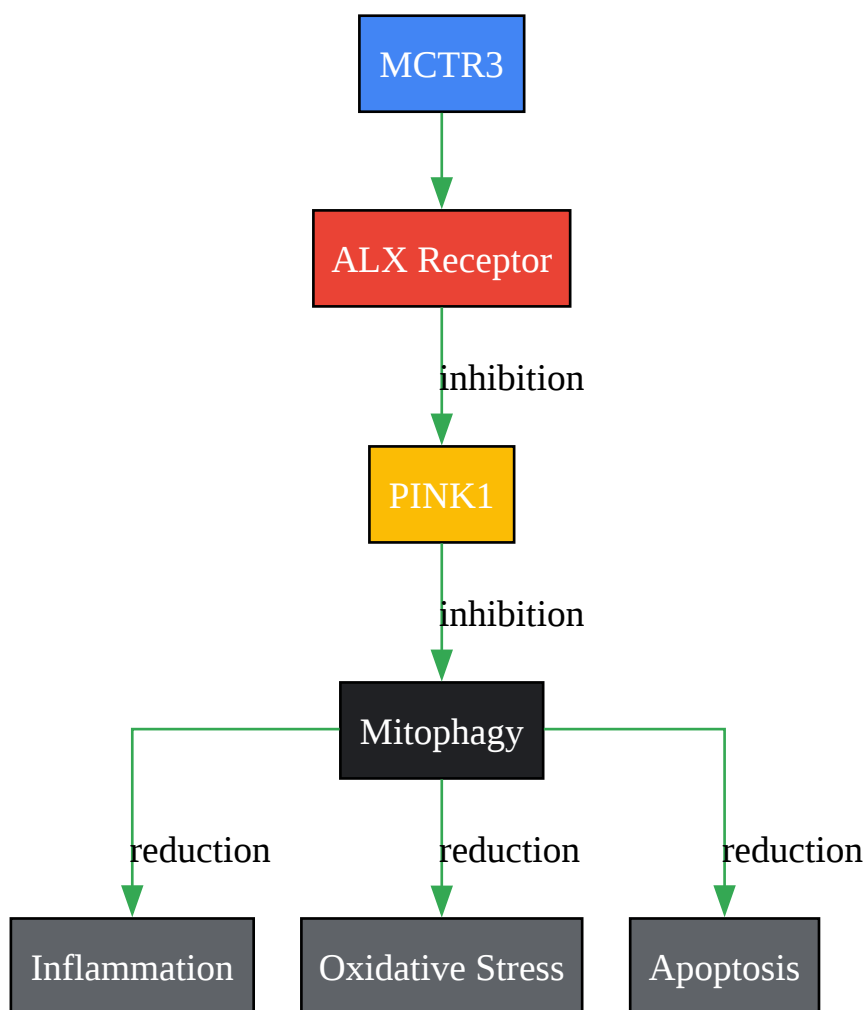 MCTR3
ALX Receptor
inhibition
PINK1
inhibition
Mitophagy
reduction
reduction
reduction
Inflammation
Oxidative Stress
Apoptosis